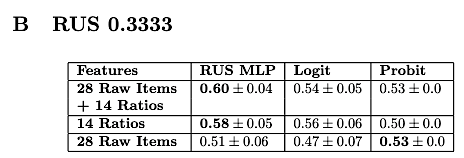 B RUS 0.3333
Features RUS MLP Logit Probit
28 Raw Items 0.60 ± 0.04 0.54 ± 0.05 0.53 ± 0.0
+ 14 Ratios
14 Ratios 0.58 ± 0.05 0.56 ± 0.06 0.50 ± 0.0
28 Raw Items 0.51 ± 0.06 0.47 ± 0.07 0.53 ± 0.0